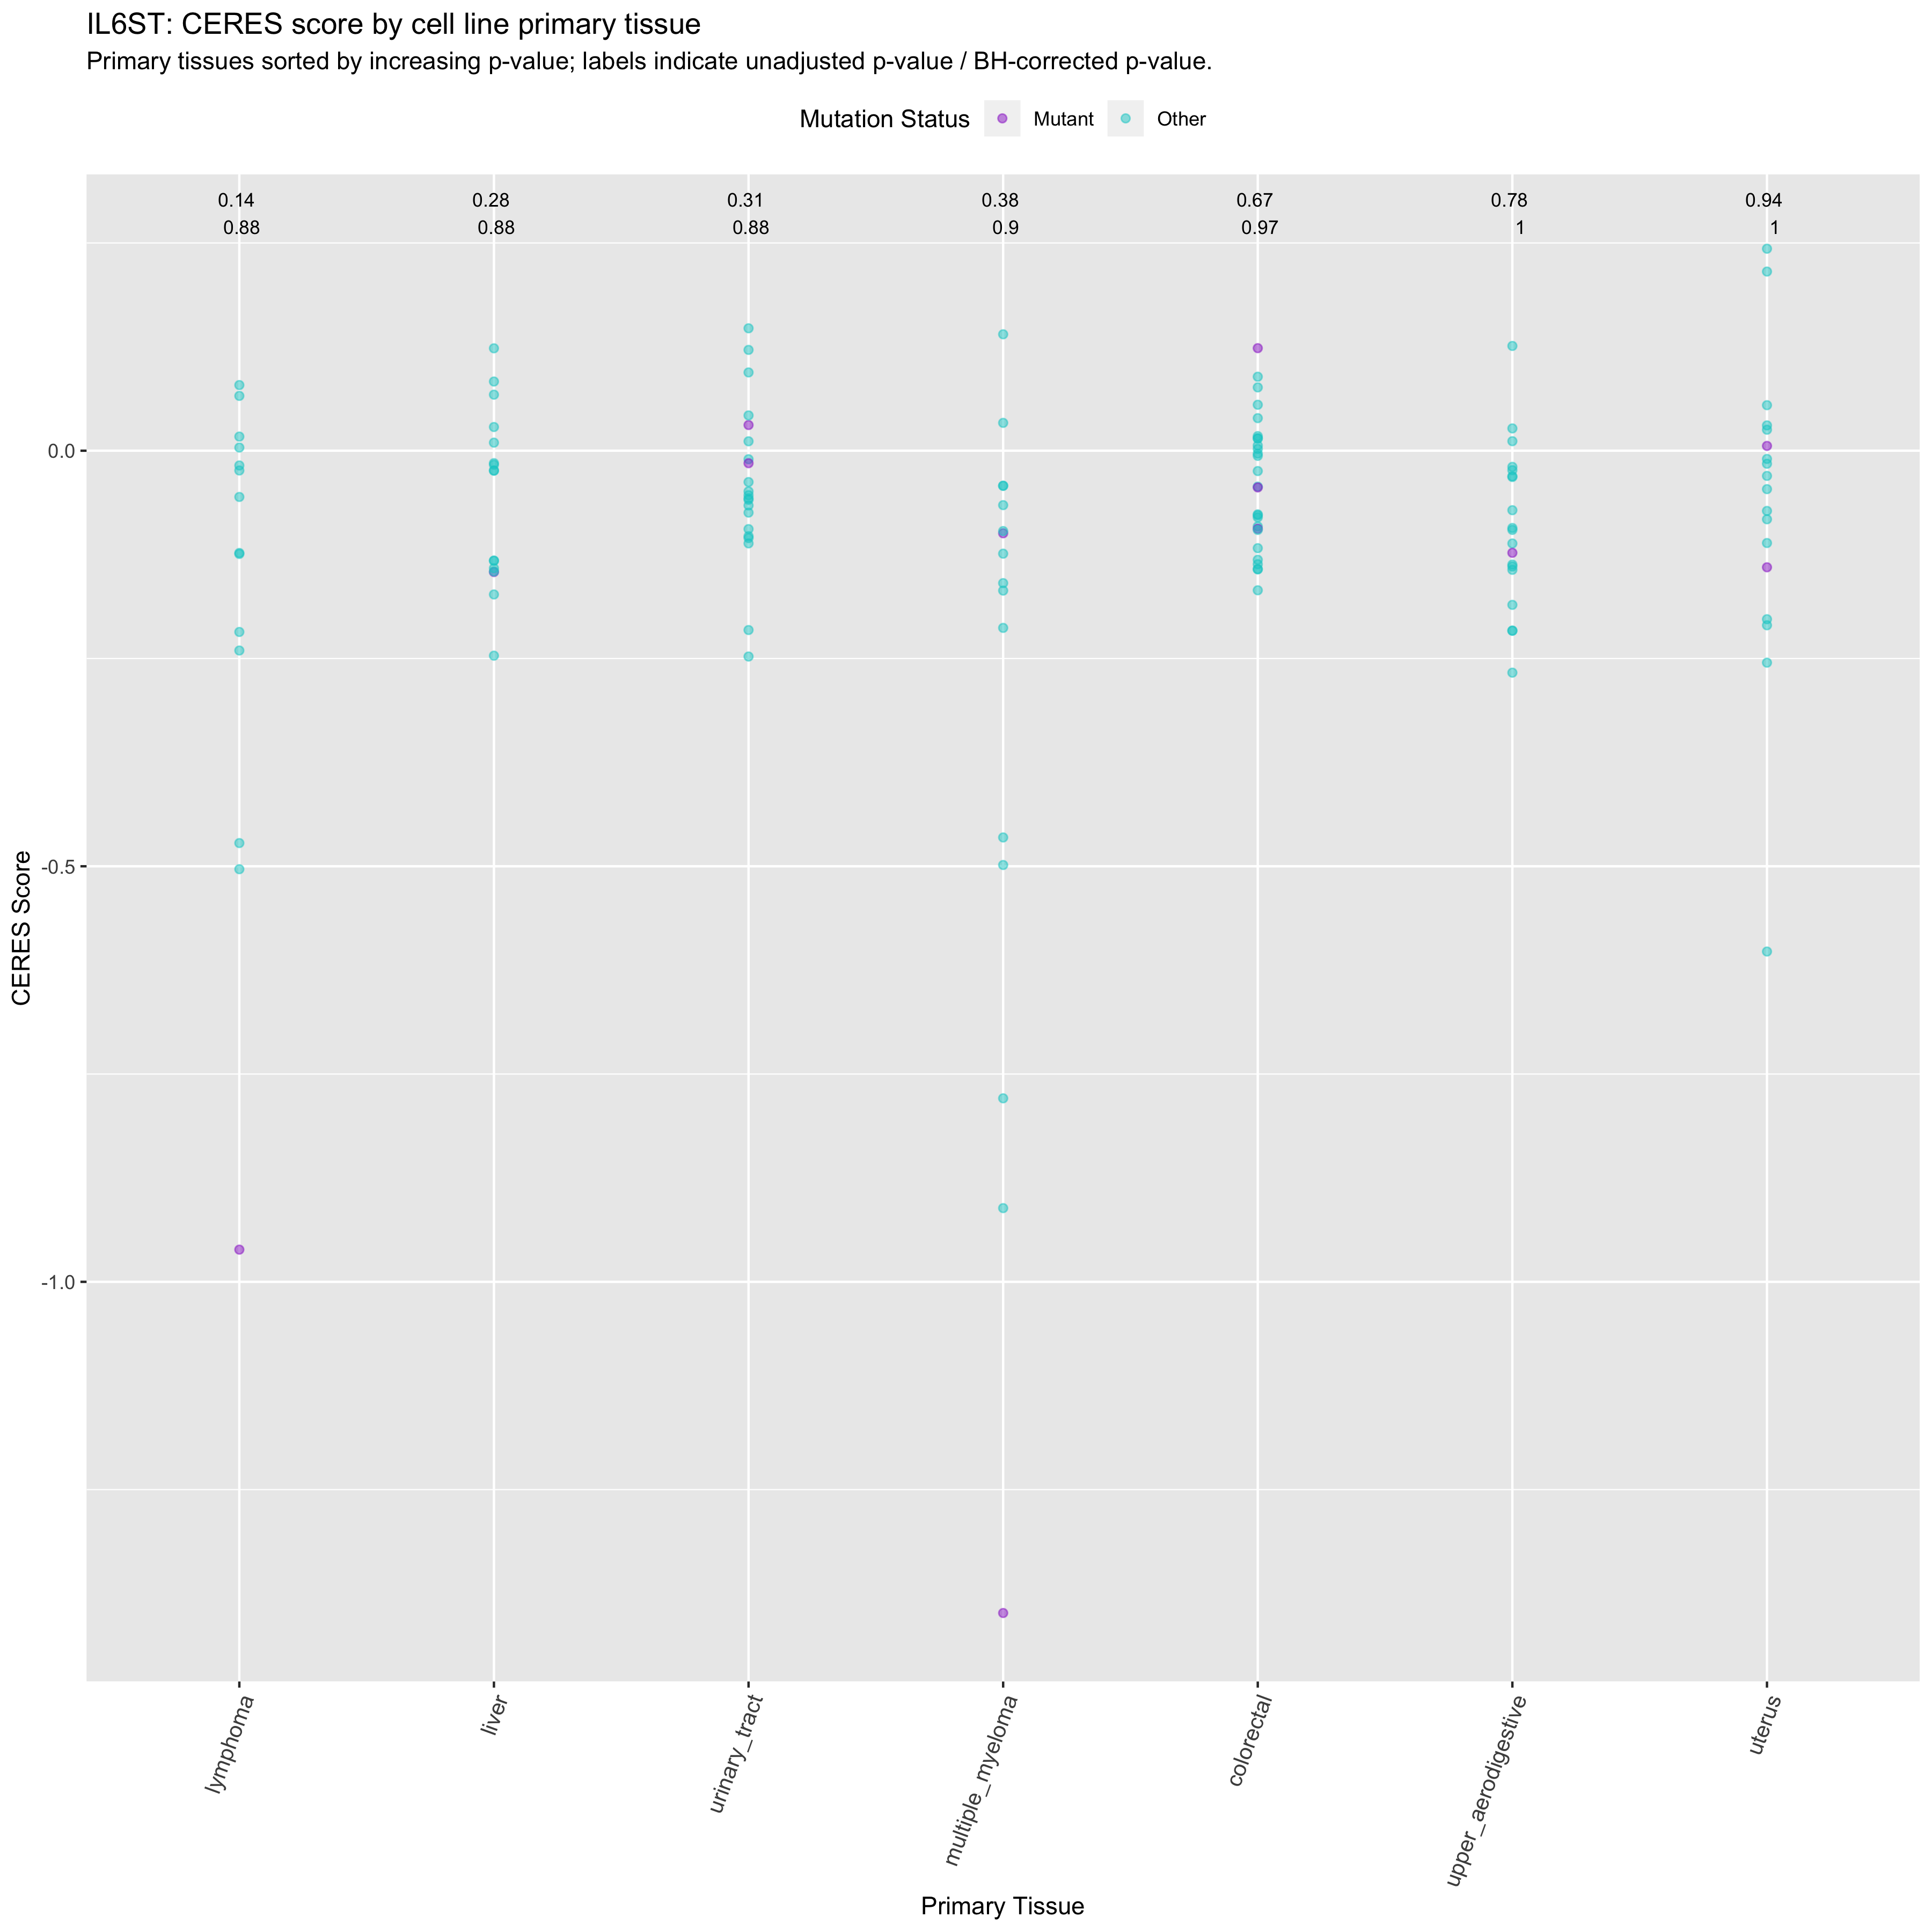 IL6ST: CERES score by cell line primary tissue
Primary tissues sorted by increasing p-value; labels indicate unadjusted p-value / BH-corrected p-value.
Mutation Status Mutant Other
0.14 0.28 0.31 0.38 0.67 0.78 0.94
0.88 0.88 0.88 0.9 0.97 1 1
0.0
-0.5
-1.0
CERES Score
lymphoma liver urinary_tract multiple_myeloma colorectal upper_aerodigestive uterus
Primary Tissue